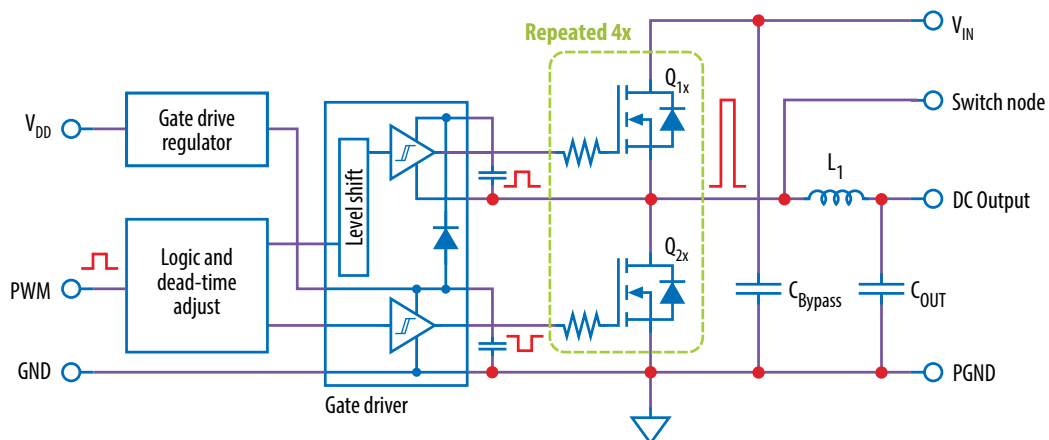 Repeated 4x
V_IN
Q_1x
Switch node
V_DD
Gate drive
regulator
Level shift
L_1
DC Output
PWM
Logic and
dead-time
adjust
Q_2x
C_Bypass
C_OUT
GND
PGND
Gate driver